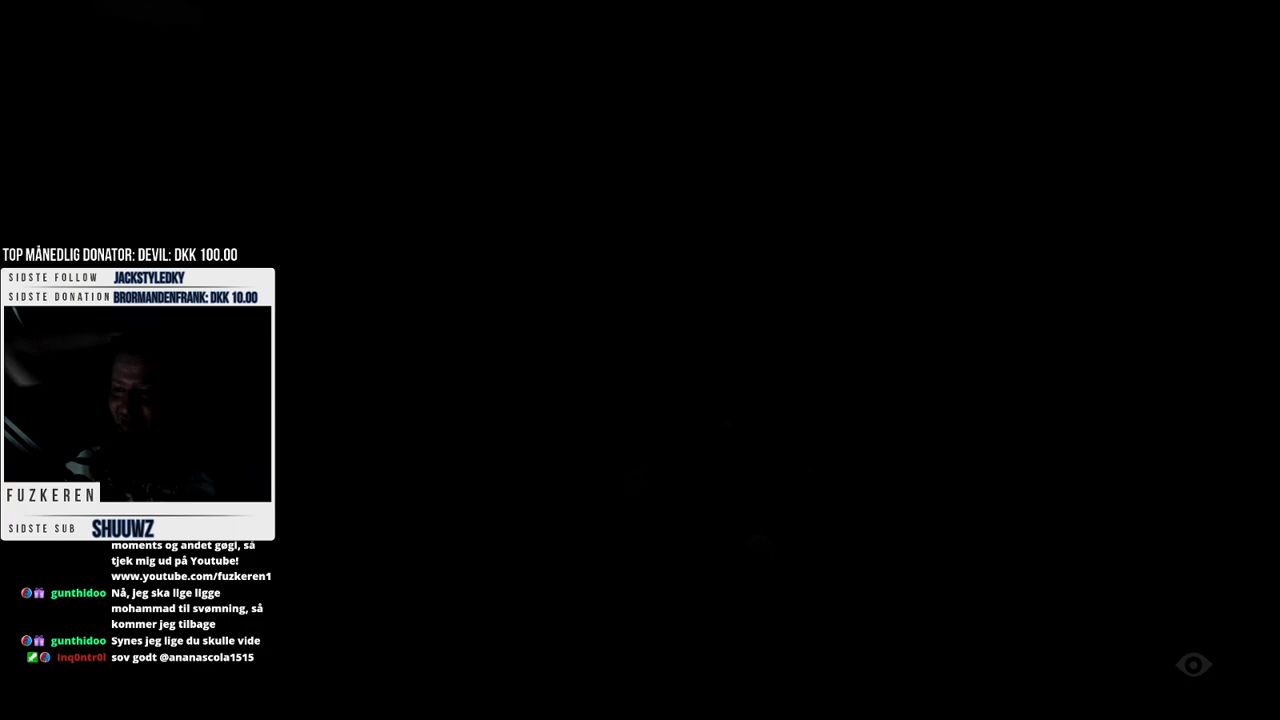 TOP MÅNEDLIG DONATOR: DEVIL: DKK 100.00
SIDSTE FOLLOW JACKSTYLEDKY
SIDSTE DONATION BRORMANDENFRANK: DKK 10.00
FUZKEREN
SIDSTE SUB SHUUWZ
moments og andet gøgl, så
tjek mig ud på Youtube!
www.youtube.com/fuzkeren1
gunthidoo Nå, jeg ska lige ligge
mohammad til svømning, så
kommer jeg tilbage
gunthidoo Synes jeg lige du skulle vide
Inq0ntr0l sov godt @ananascola1515